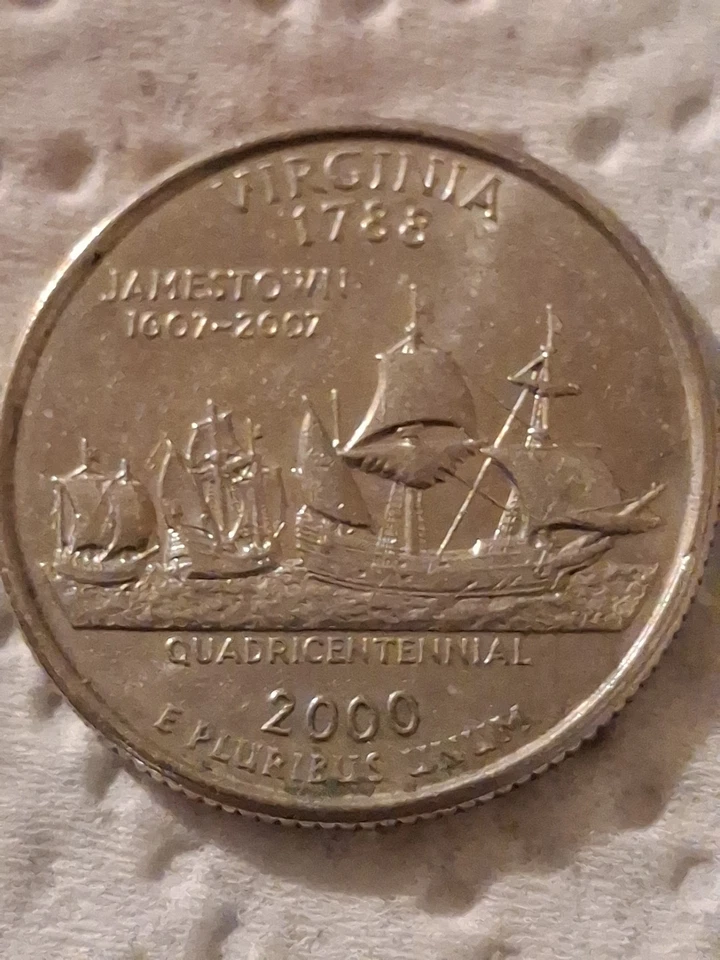 VIRGINIA
1788
JAMESTOWN
1607-2007
QUADRICENTENNIAL
2000
E PLURIBUS UNUM